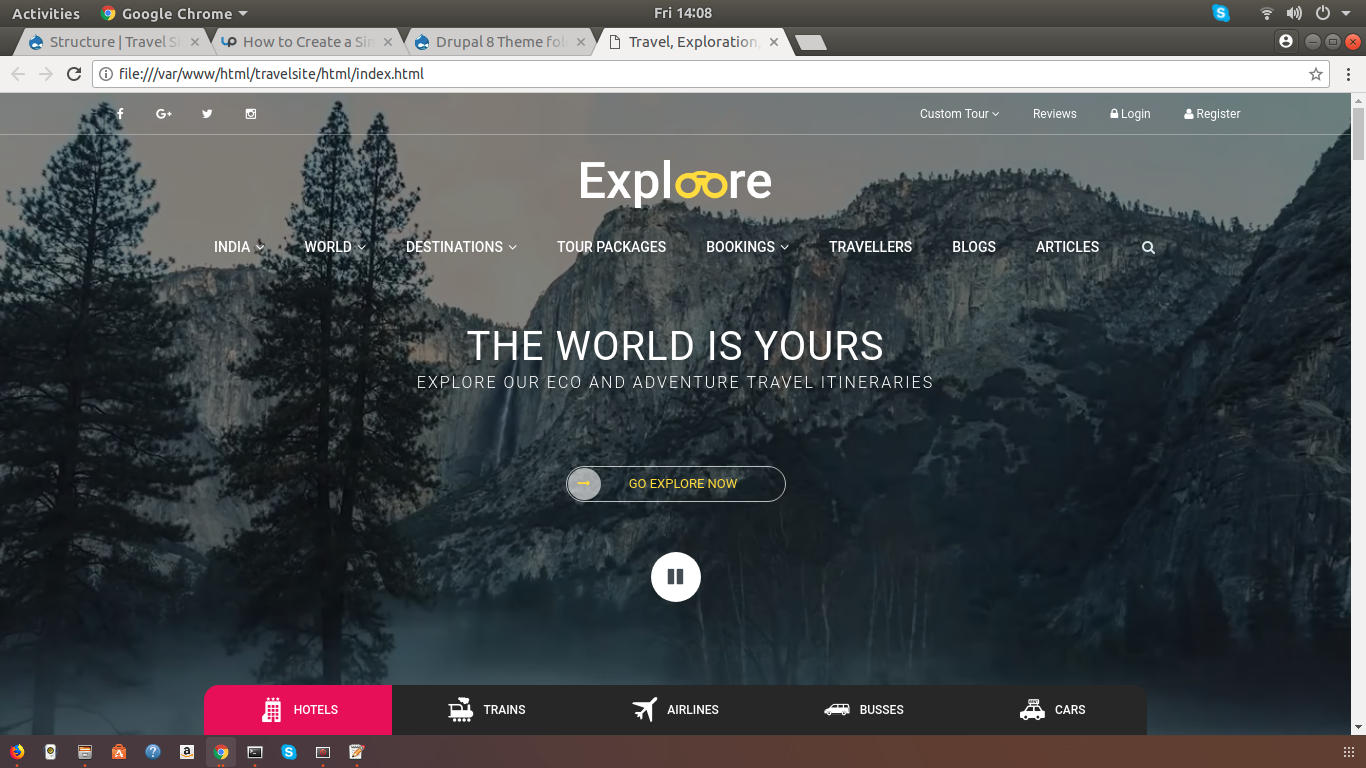 Activities Google Chrome Fri 14:08
Structure | Travel S How to Create a Sim Drupal 8 Theme fol Travel, Exploration,
file:///var/www/html/travelsite/html/index.html
Custom Tour Reviews Login Register
Exploore
INDIA WORLD DESTINATIONS TOUR PACKAGES BOOKINGS TRAVELLERS BLOGS ARTICLES
THE WORLD IS YOURS
EXPLORE OUR ECO AND ADVENTURE TRAVEL ITINERARIES
GO EXPLORE NOW
HOTELS TRAINS AIRLINES BUSSES CARS